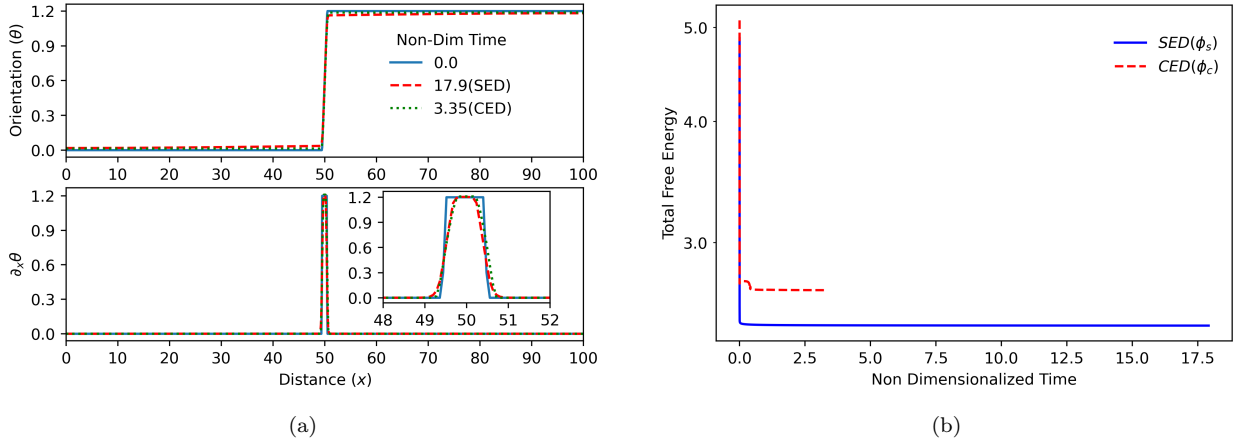 Orientation (θ)
1.2
0.9
0.6
0.3
0.0
Non-Dim Time
0.0
17.9(SED)
3.35(CED)
0 10 20 30 40 50 60 70 80 90 100
∂ₓθ
1.2
0.9
0.6
0.3
0.0
1.2
0.9
0.6
0.3
0.0
48 49 50 51 52
0 10 20 30 40 50 60 70 80 90 100
Distance (x)
(a)
Total Free Energy
5.0
4.0
3.0
SED(ϕₛ)
CED(ϕ_c)
0.0 2.5 5.0 7.5 10.0 12.5 15.0 17.5
Non Dimensionalized Time
(b)